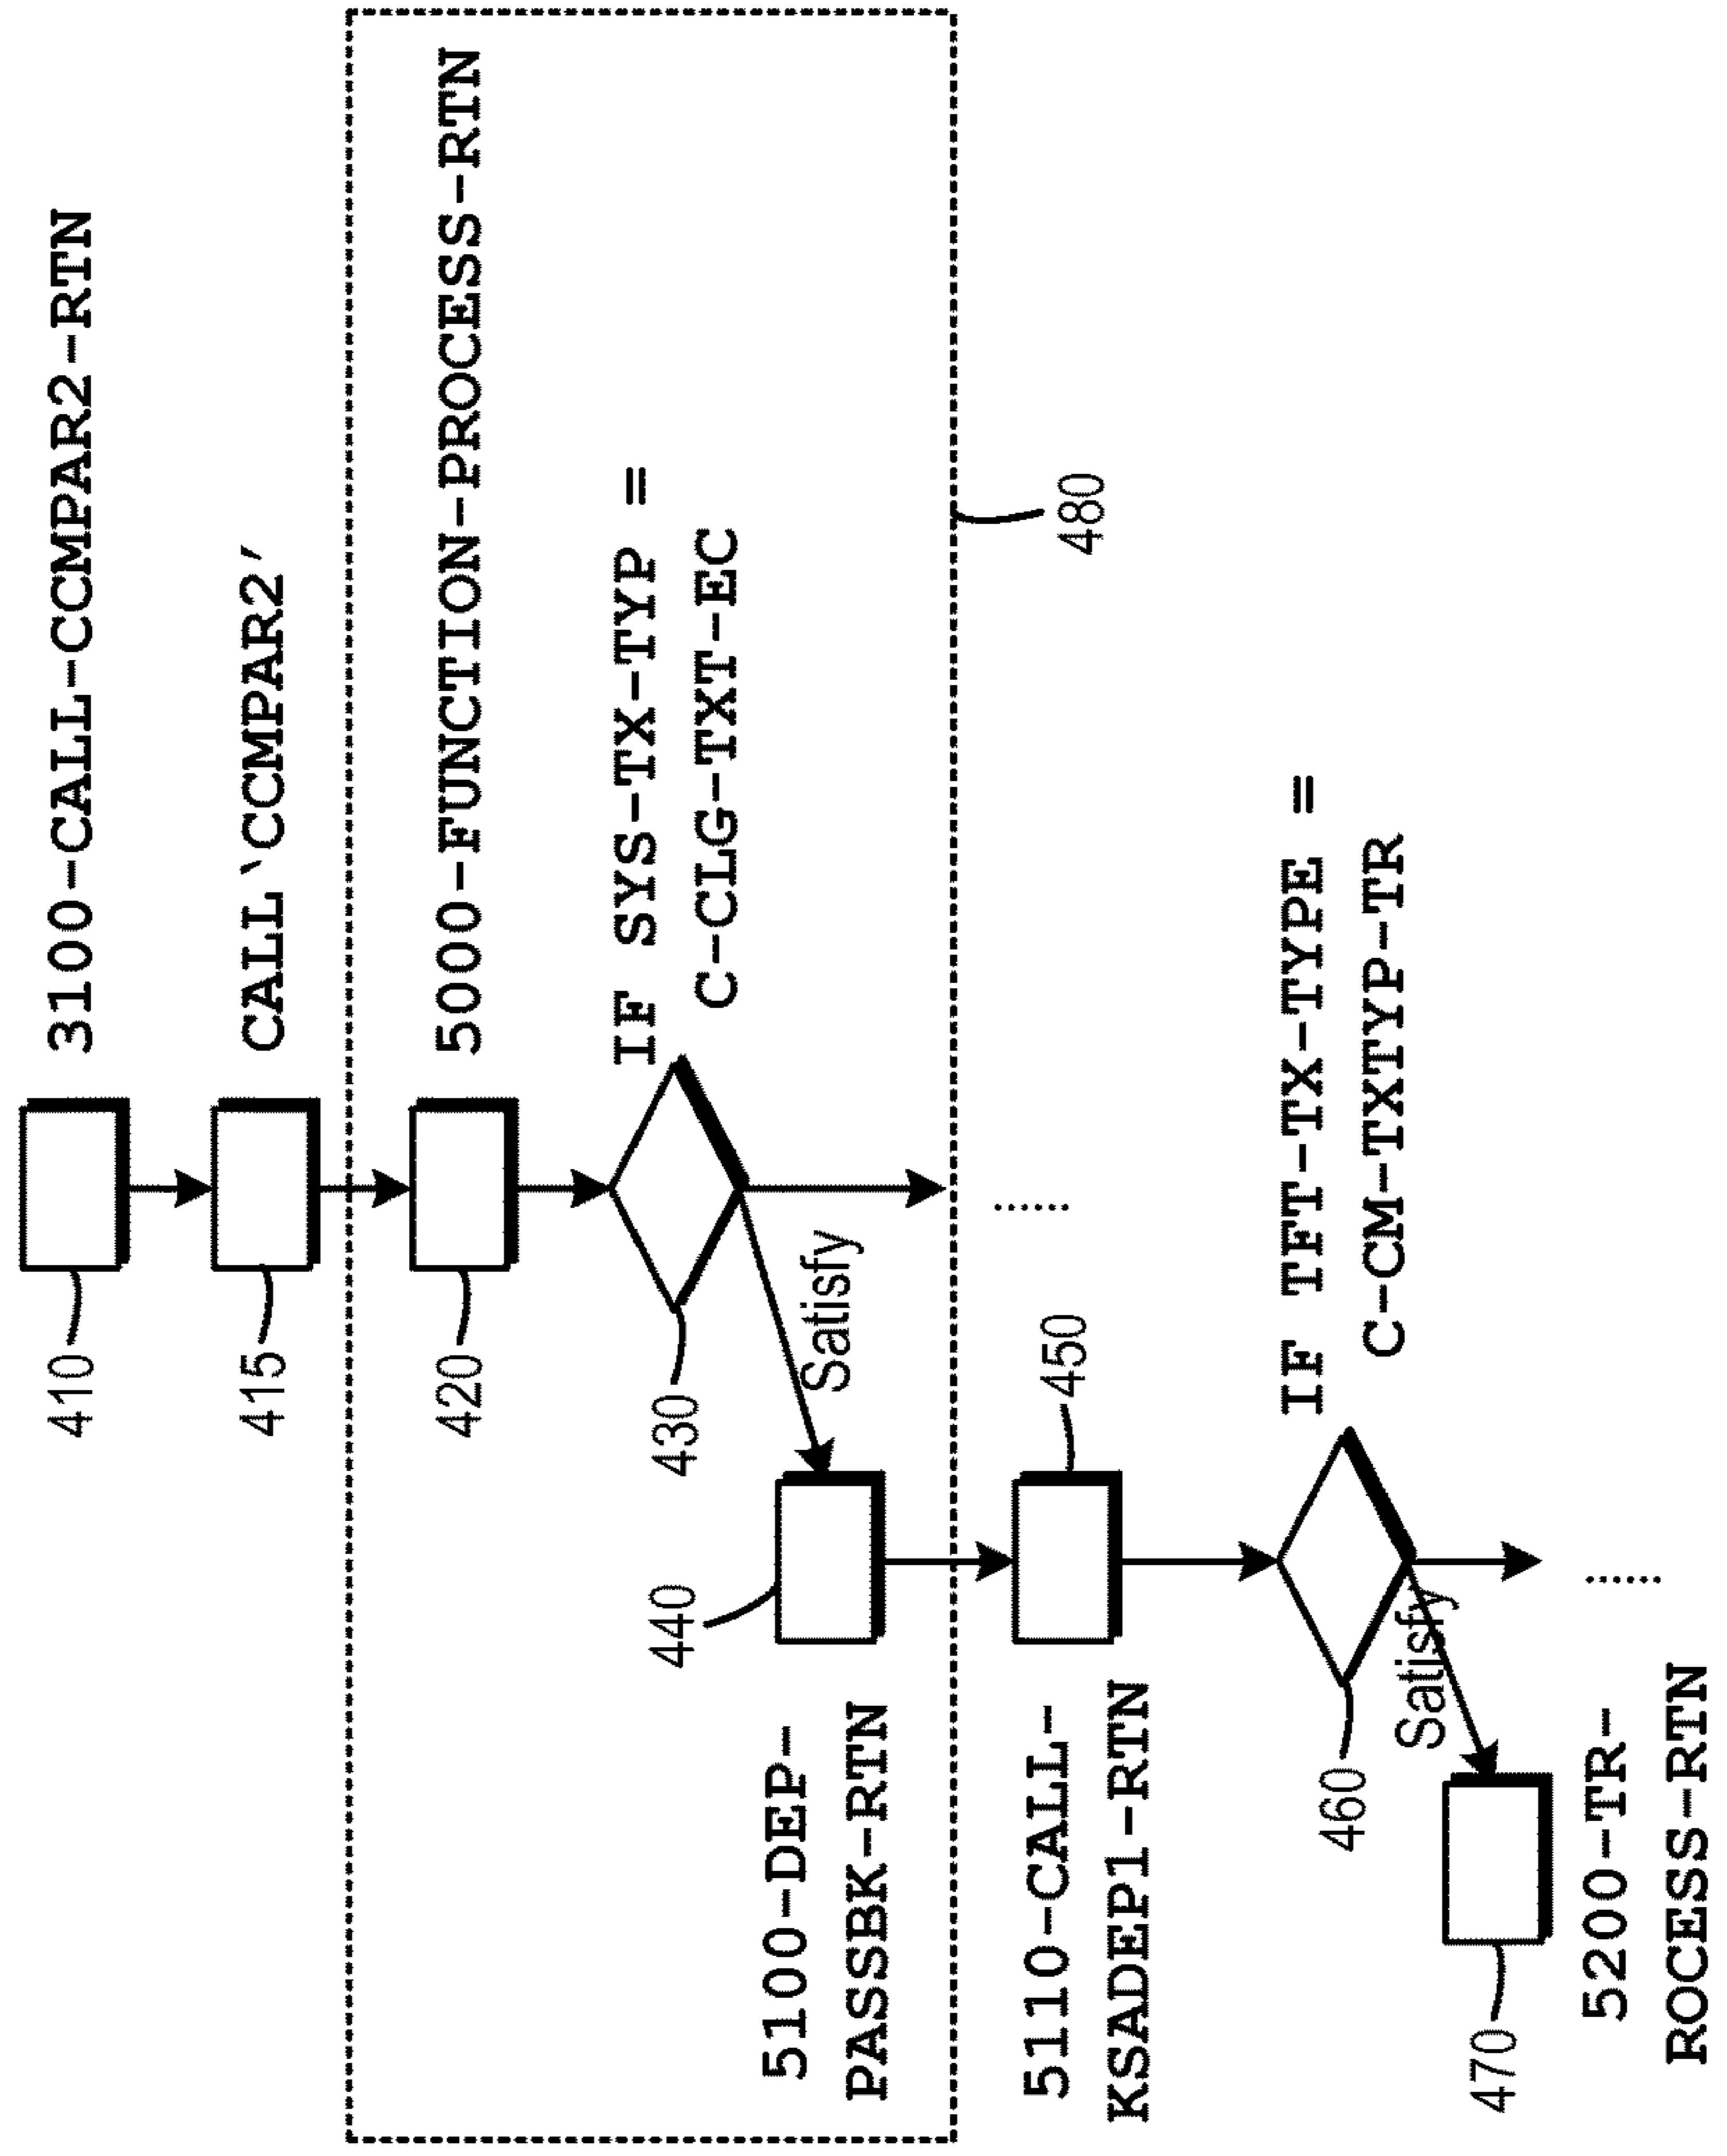 410
3100-CALL-CCMPAR2-RTN
415
CALL ‵CCMPAR2′
420
5000-FUNCTION-PROCESS-RTN
430
IF SYS-TX-TYP =
C-CLG-TXT-EC
Satisfy
440
5100-DEP-
PASSBK-RTN
480
......
450
5110-CALL-
KSADEP1-RTN
460
IF TFT-TX-TYPE =
C-CM-TXTYP-TR
Satisfy
......
470
5200-TR-
ROCESS-RTN